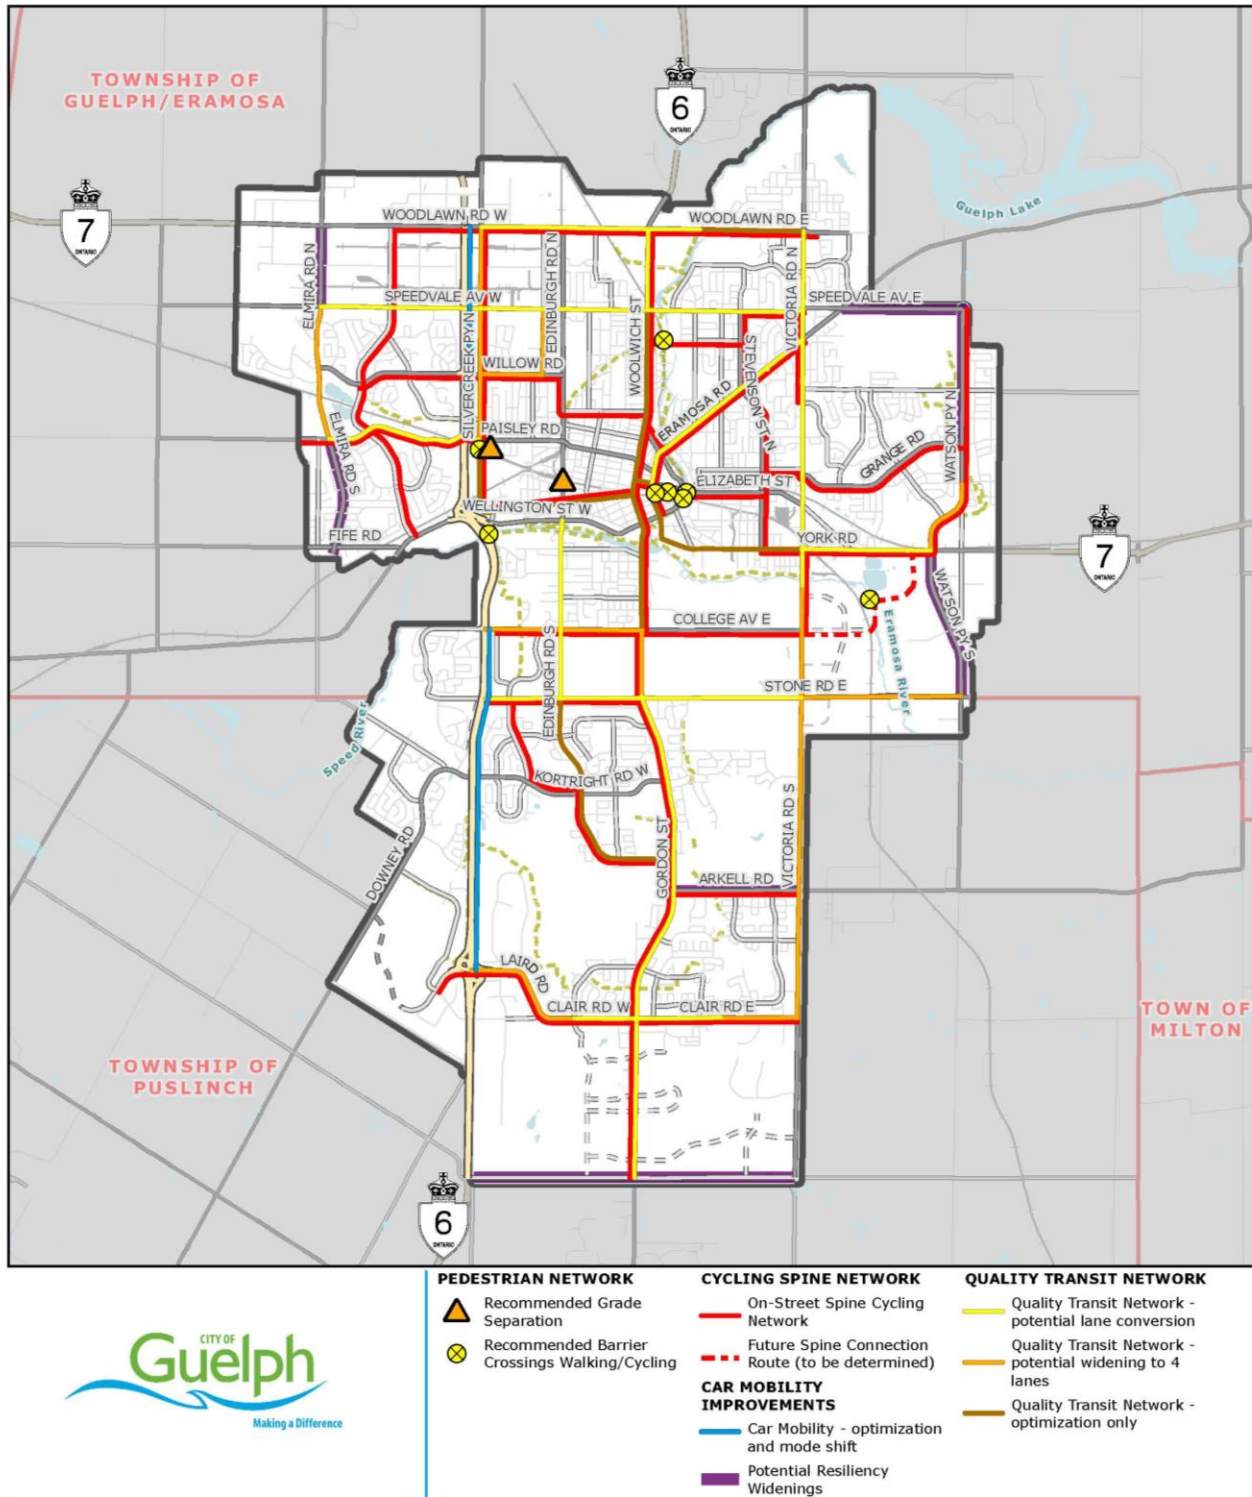 TOWNSHIP OF
GUELPH/ERAMOSA
6
ONTARIO
7
ONTARIO
Guelph Lake
WOODLAWN RD W
WOODLAWN RD E
ELMIRA RD N
EDINBURGH RD N
VICTORIA RD N
SPEEDVALE AV W
SPEEDVALE AV E
SILVERCREEK PY N
WOOLWICH ST
WILLOW RD
STEVENSON ST N
ERAMOSA RD
WATSON PY N
PAISLEY RD
GRANGE RD
ELMIRA RD S
ELIZABETH ST
WELLINGTON ST W
FIFE RD
YORK RD
7
ONTARIO
COLLEGE AV E
WATSON PY S
Eramosa River
EDINBURGH RD S
STONE RD E
Speed River
KORTRIGHT RD W
DOWNEY RD
GORDON ST
VICTORIA RD S
ARKELL RD
LAIRD RD
CLAIR RD W
CLAIR RD E
TOWN OF
MILTON
TOWNSHIP OF
PUSLINCH
6
ONTARIO
CITY OF
Guelph
Making a Difference
PEDESTRIAN NETWORK
Recommended Grade
Separation
Recommended Barrier
Crossings Walking/Cycling
CYCLING SPINE NETWORK
On-Street Spine Cycling
Network
Future Spine Connection
Route (to be determined)
CAR MOBILITY
IMPROVEMENTS
Car Mobility - optimization
and mode shift
Potential Resiliency
Widenings
QUALITY TRANSIT NETWORK
Quality Transit Network -
potential lane conversion
Quality Transit Network -
potential widening to 4
lanes
Quality Transit Network -
optimization only